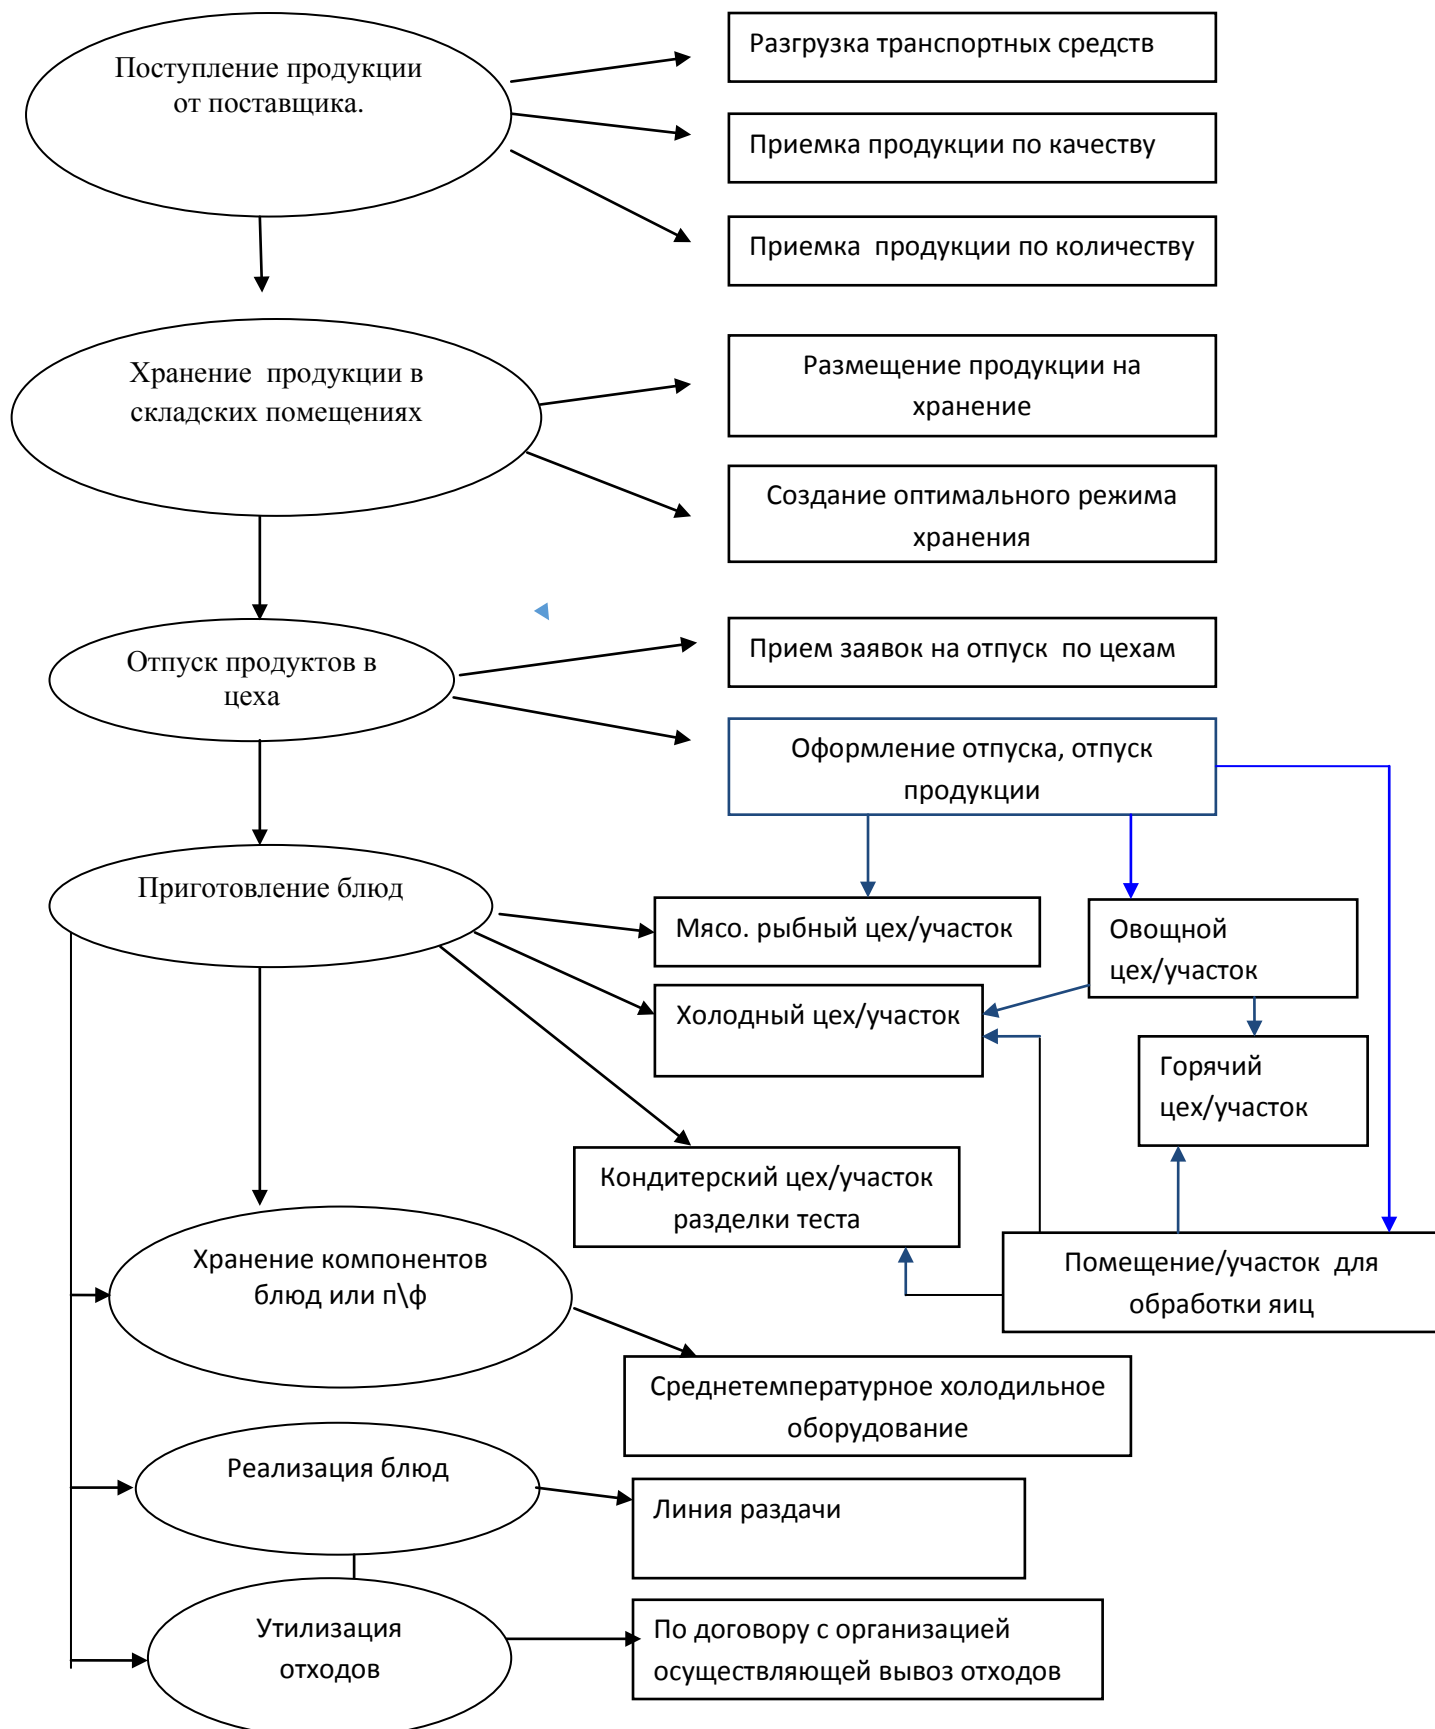 Поступление продукции
от поставщика.
Разгрузка транспортных средств
Приемка продукции по качеству
Приемка  продукции по количеству
Хранение  продукции в
складских помещениях
Размещение продукции на
хранение
Создание оптимального режима
хранения
Отпуск продуктов в
цеха
Прием заявок на отпуск  по цехам
Оформление отпуска, отпуск
продукции
Приготовление блюд
Мясо. рыбный цех/участок
Овощной
цех/участок
Холодный цех/участок
Горячий
цех/участок
Кондитерский цех/участок
разделки теста
Помещение/участок  для
обработки яиц
Хранение компонентов
блюд или п\ф
Среднетемпературное холодильное
оборудование
Реализация блюд
Линия раздачи
Утилизация
отходов
По договору с организацией
осуществляющей вывоз отходов